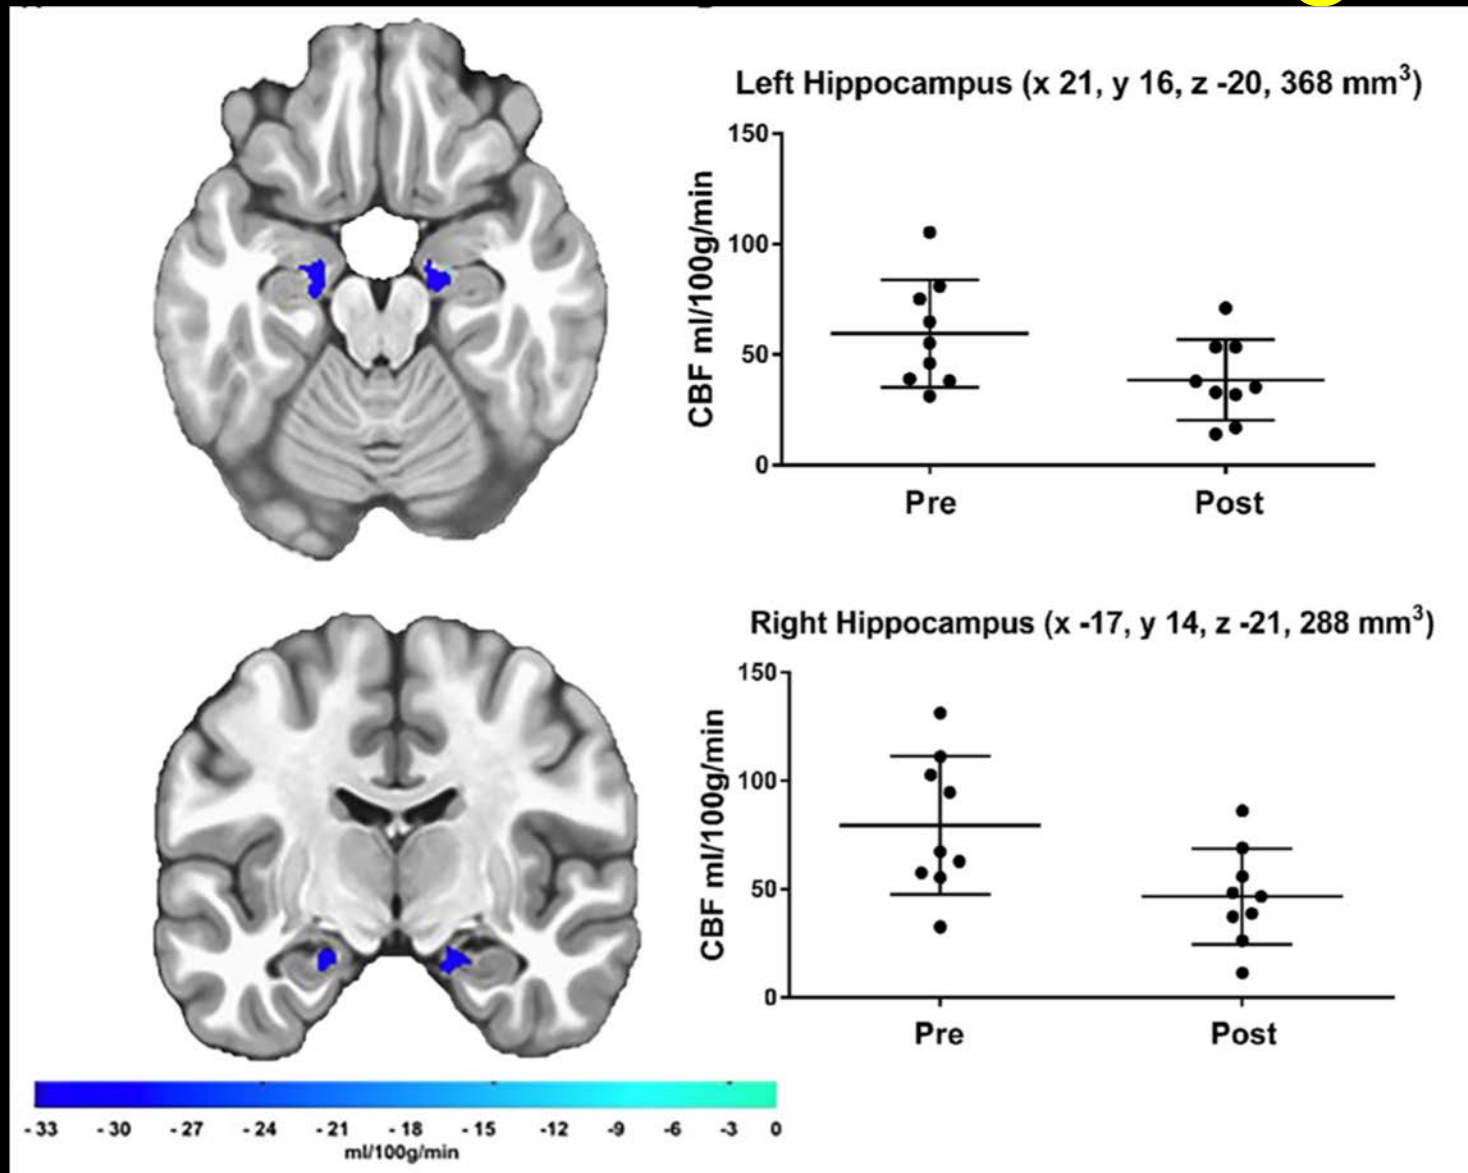 Left Hippocampus (x 21, y 16, z -20, 368 mm³)
150
100
50
0
CBF ml/100g/min
Pre Post
Right Hippocampus (x -17, y 14, z -21, 288 mm³)
150
100
50
0
CBF ml/100g/min
Pre Post
-33 -30 -27 -24 -21 -18 -15 -12 -9 -6 -3 0
ml/100g/min